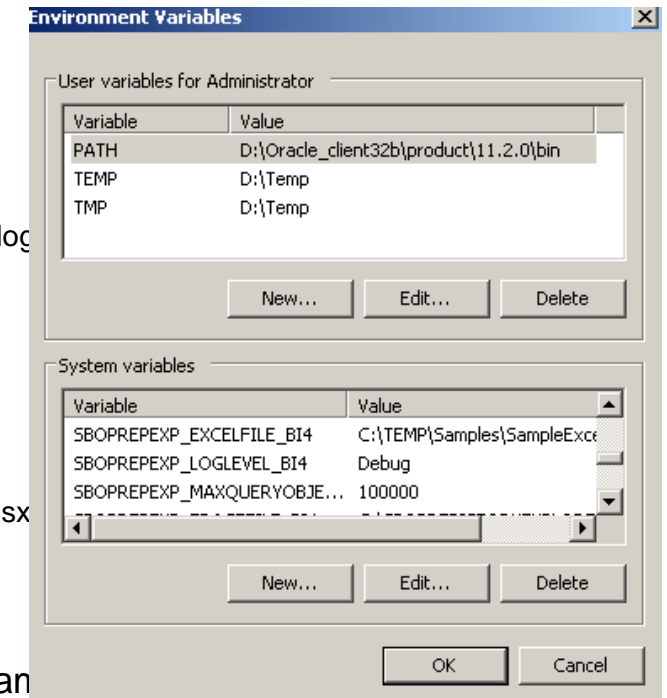 Environment Variables
User variables for Administrator
Variable Value
PATH D:\Oracle_client32b\product\11.2.0\bin
TEMP D:\Temp
TMP D:\Temp
log
New... Edit... Delete
System variables
Variable Value
SBOPREPEXP_EXCELFILE_BI4 C:\TEMP\Samples\SampleExce
SBOPREPEXP_LOGLEVEL_BI4 Debug
SBOPREPEXP_MAXQUERYOBJE... 100000
sx
New... Edit... Delete
OK Cancel
an